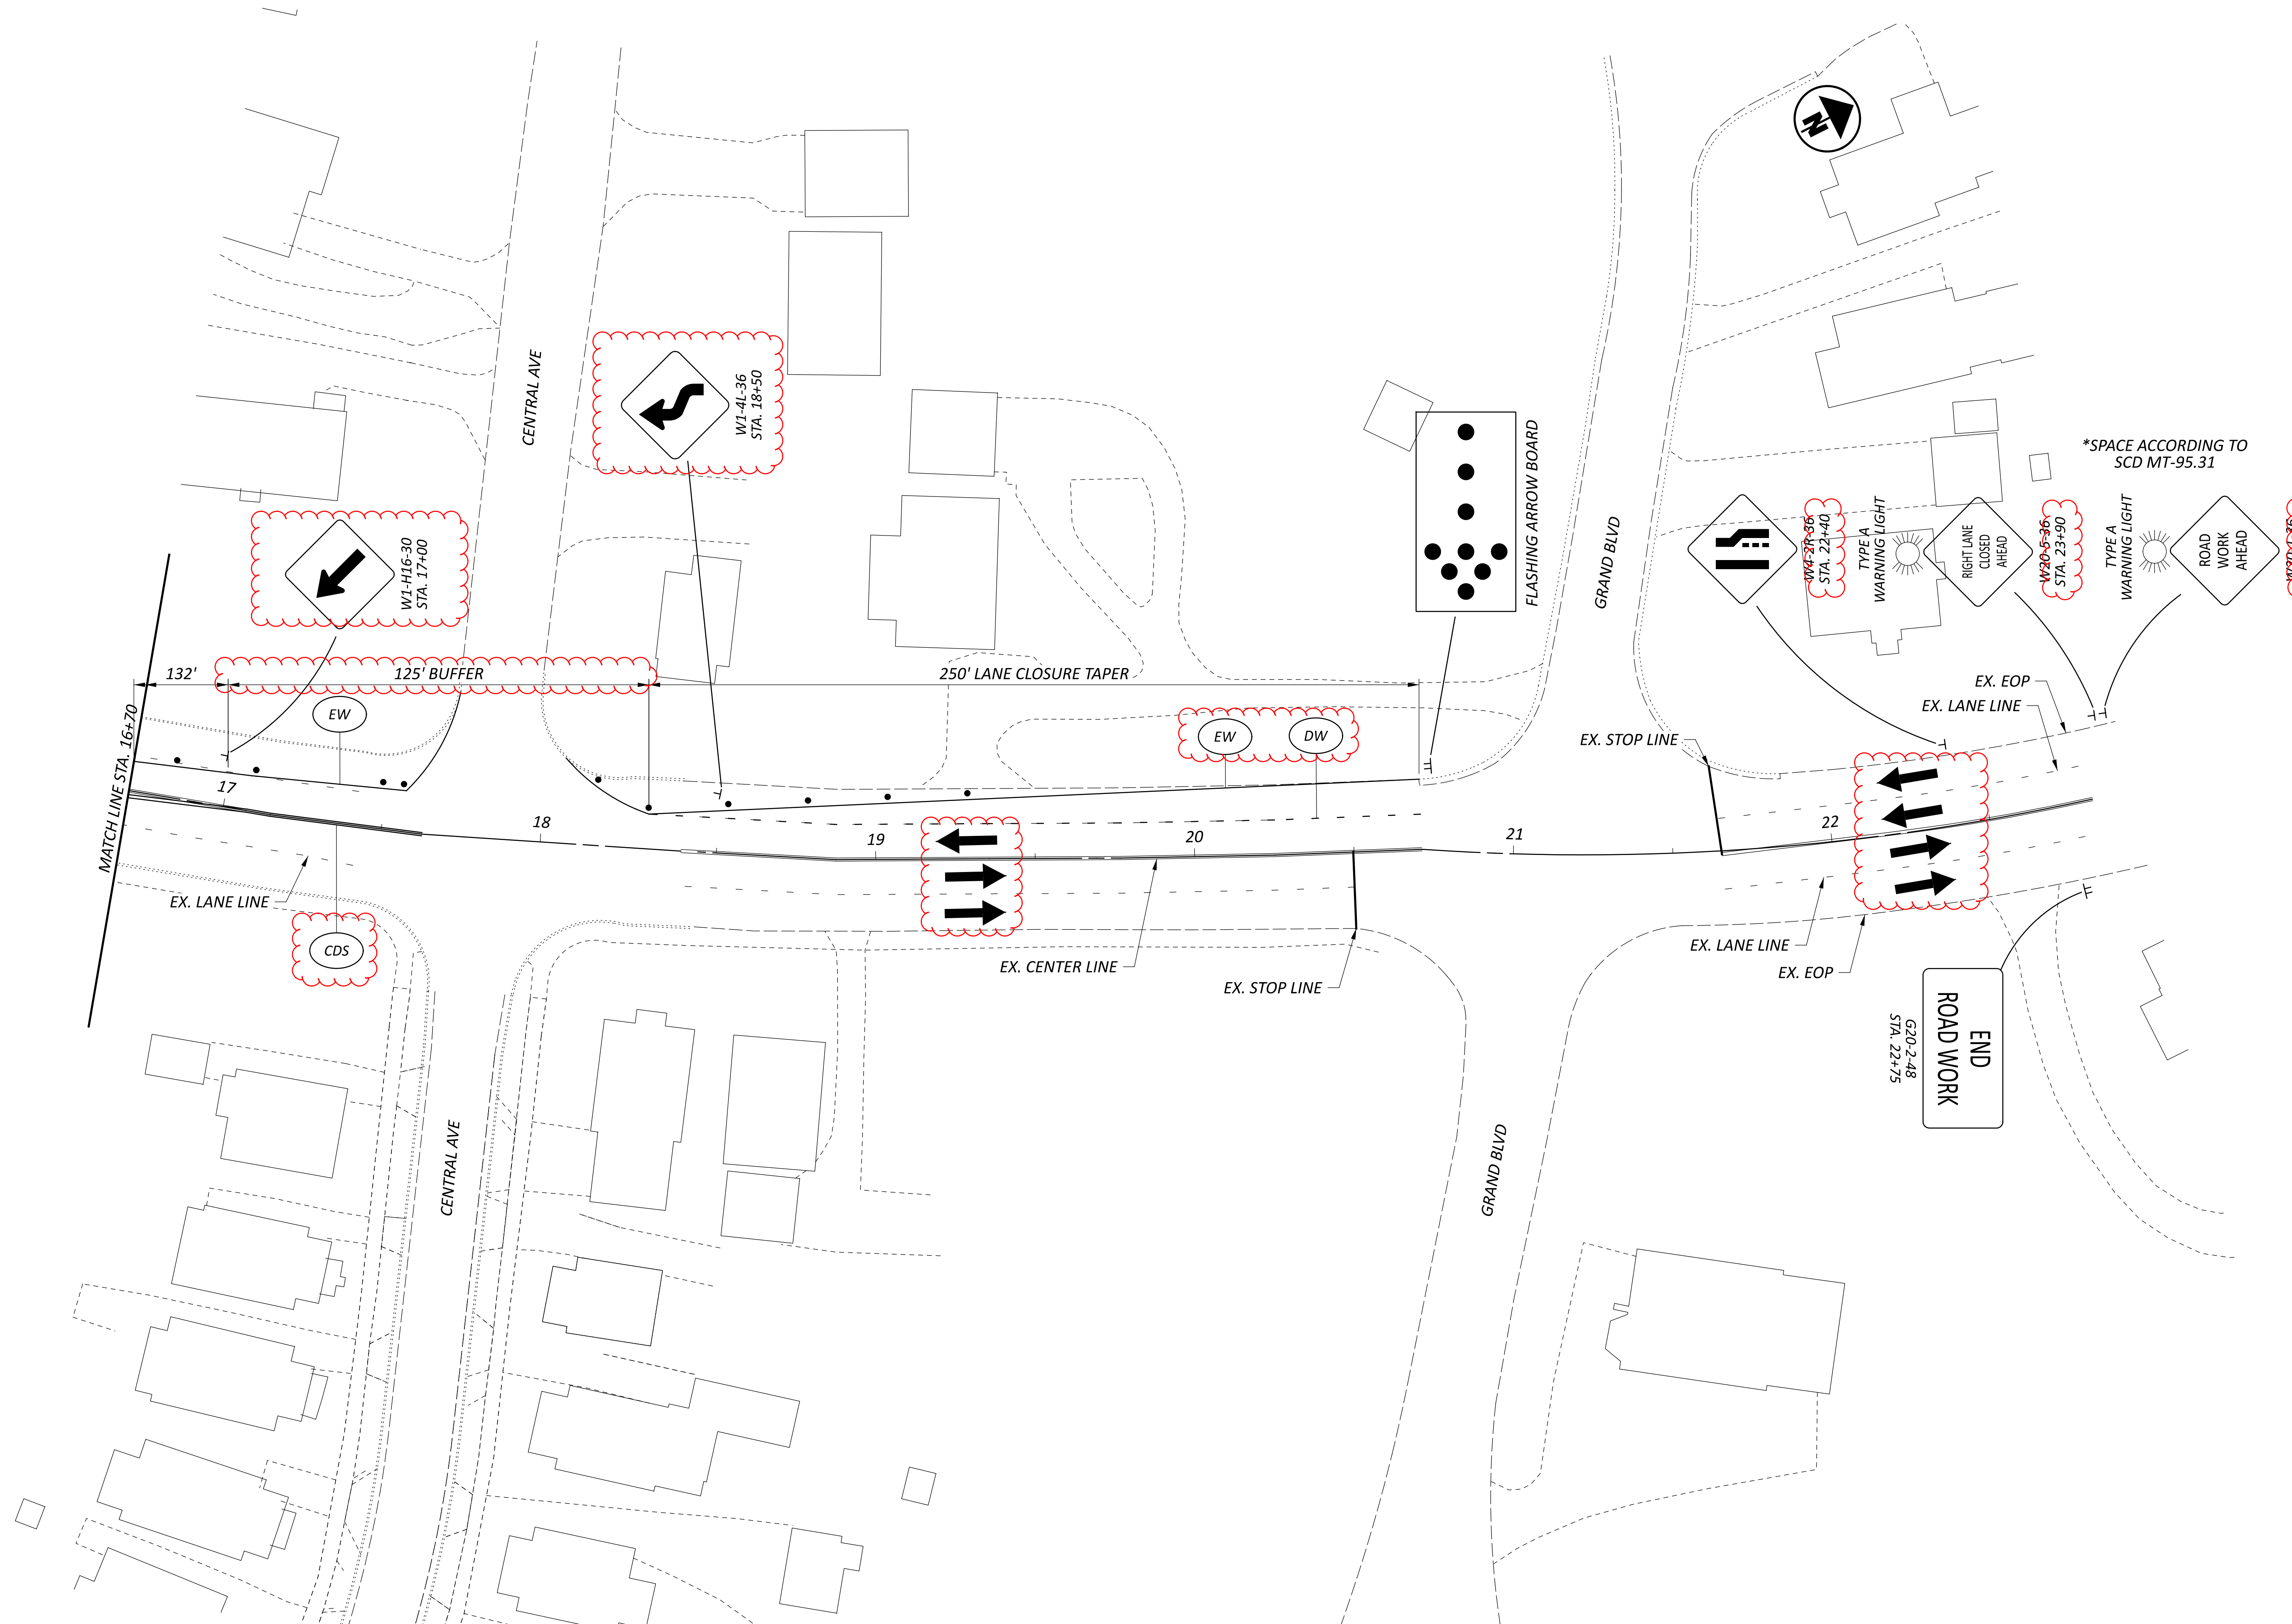 N
CENTRAL AVE
W1-4L-36
STA. 18+50
W1-H16-30
STA. 17+00
FLASHING ARROW BOARD
GRAND BLVD
*SPACE ACCORDING TO
SCD MT-95.31
W4-2R-36
STA. 22+40
TYPE A
WARNING LIGHT
RIGHT LANE
CLOSED
AHEAD
W20-5-36
STA. 23+90
TYPE A
WARNING LIGHT
ROAD
WORK
AHEAD
132'
125' BUFFER
250' LANE CLOSURE TAPER
EX. EOP
EX. LANE LINE
EW
EW
DW
EX. STOP LINE
MATCH LINE STA. 16+70
17
18
19
20
21
22
EX. LANE LINE
CDS
EX. CENTER LINE
EX. STOP LINE
EX. LANE LINE
EX. EOP
END
ROAD WORK
G20-2-48
STA. 22+75
CENTRAL AVE
GRAND BLVD